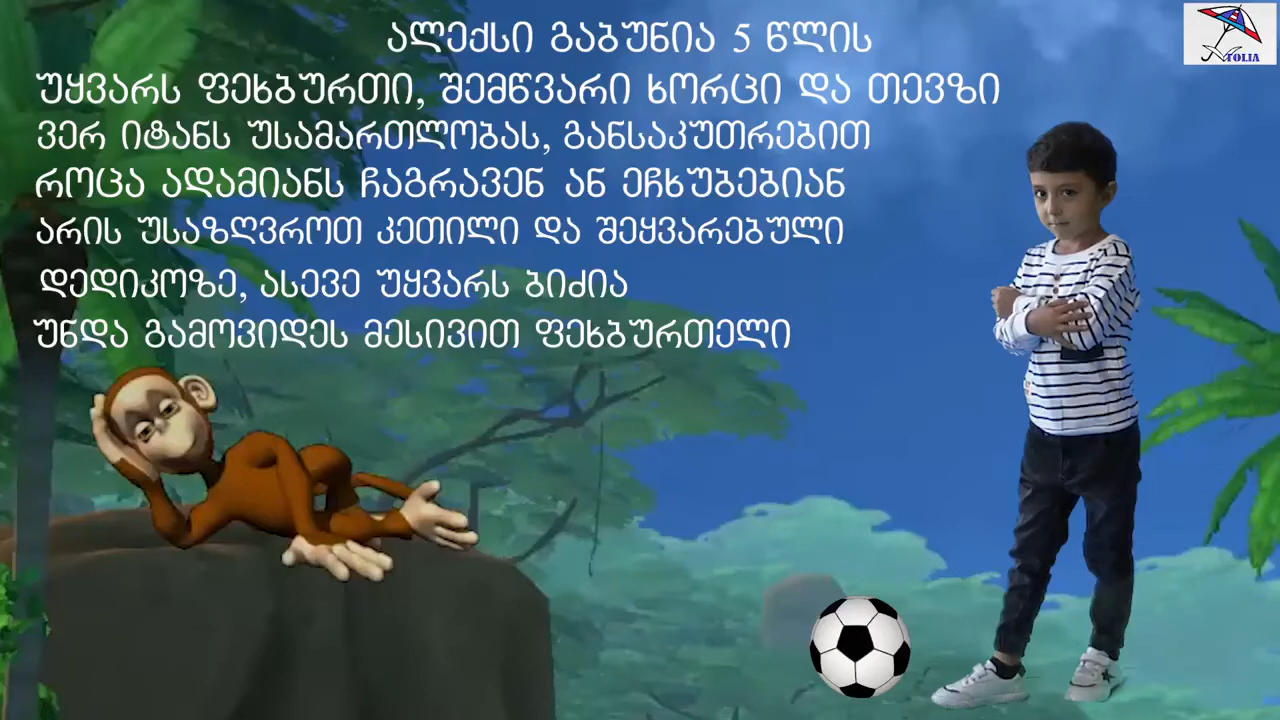 ალექსი გაბუნია 5 წლის
უყვარს ფეხბურთი, შემწვარი ხორცი და თევზი
ვერ იტანს უსამართლობას, განსაკუთრებით
როცა ადამიანს ჩაგრავენ ან ეჩხუბებიან
არის უსაზღვროთ კეთილი და შეყვარებული
დედიკოზე, ასევე უყვარს ბიძია
უნდა გამოვიდეს მესივით ფეხბურთელი
TOLIA